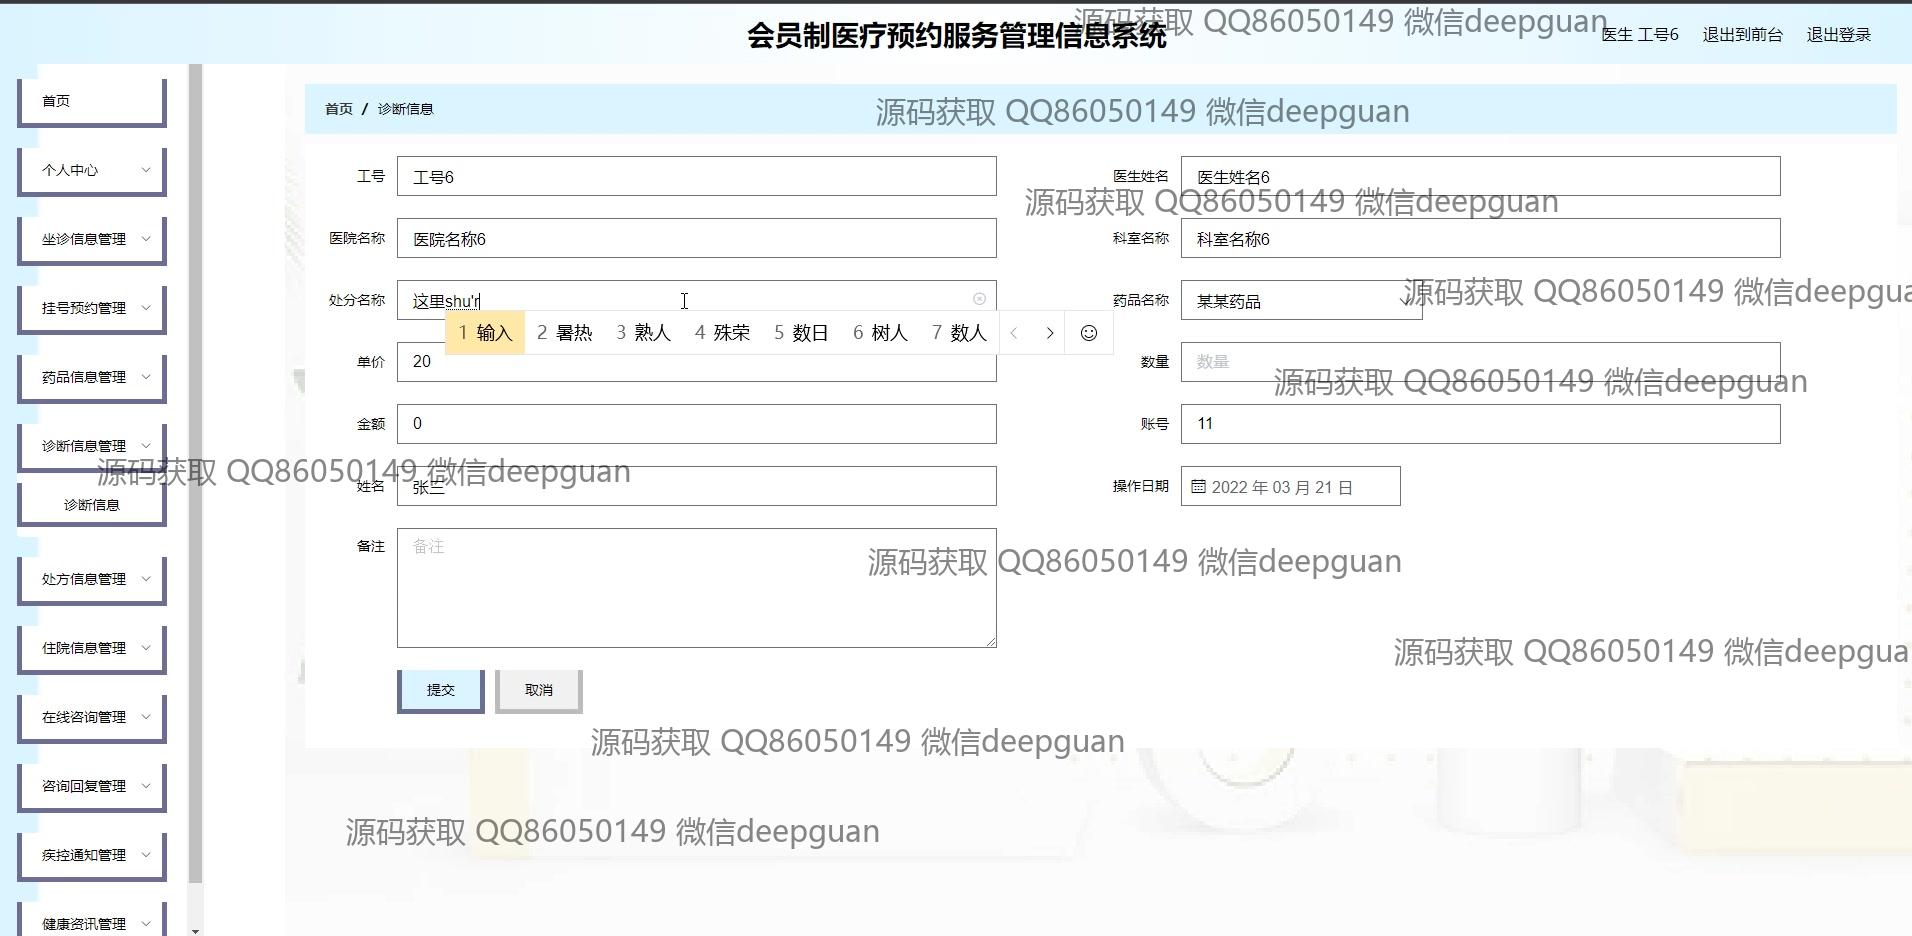 会员制医疗预约服务管理信息系统
源码获取 QQ86050149 微信deepguan
医生 工号6 退出到前台 退出登录
首页
个人中心
坐诊信息管理
挂号预约管理
药品信息管理
诊断信息管理
诊断信息
处方信息管理
住院信息管理
在线咨询管理
咨询回复管理
疾控通知管理
健康资讯管理
首页 / 诊断信息
源码获取 QQ86050149 微信deepguan
工号 工号6 医生姓名 医生姓名6
源码获取 QQ86050149 微信deepguan
医院名称 医院名称6 科室名称 科室名称6
处分名称 这里shu'r 药品名称 某某药品
源码获取 QQ86050149 微信deepgua
1 输入 2 暑热 3 熟人 4 殊荣 5 数日 6 树人 7 数人
单价 20 数量 数量
源码获取 QQ86050149 微信deepguan
金额 0 账号 11
源码获取 QQ86050149 微信deepguan
姓名 张三 操作日期 2022 年 03 月 21 日
备注 备注
源码获取 QQ86050149 微信deepguan
源码获取 QQ86050149 微信deepgua
提交 取消
源码获取 QQ86050149 微信deepguan
源码获取 QQ86050149 微信deepguan